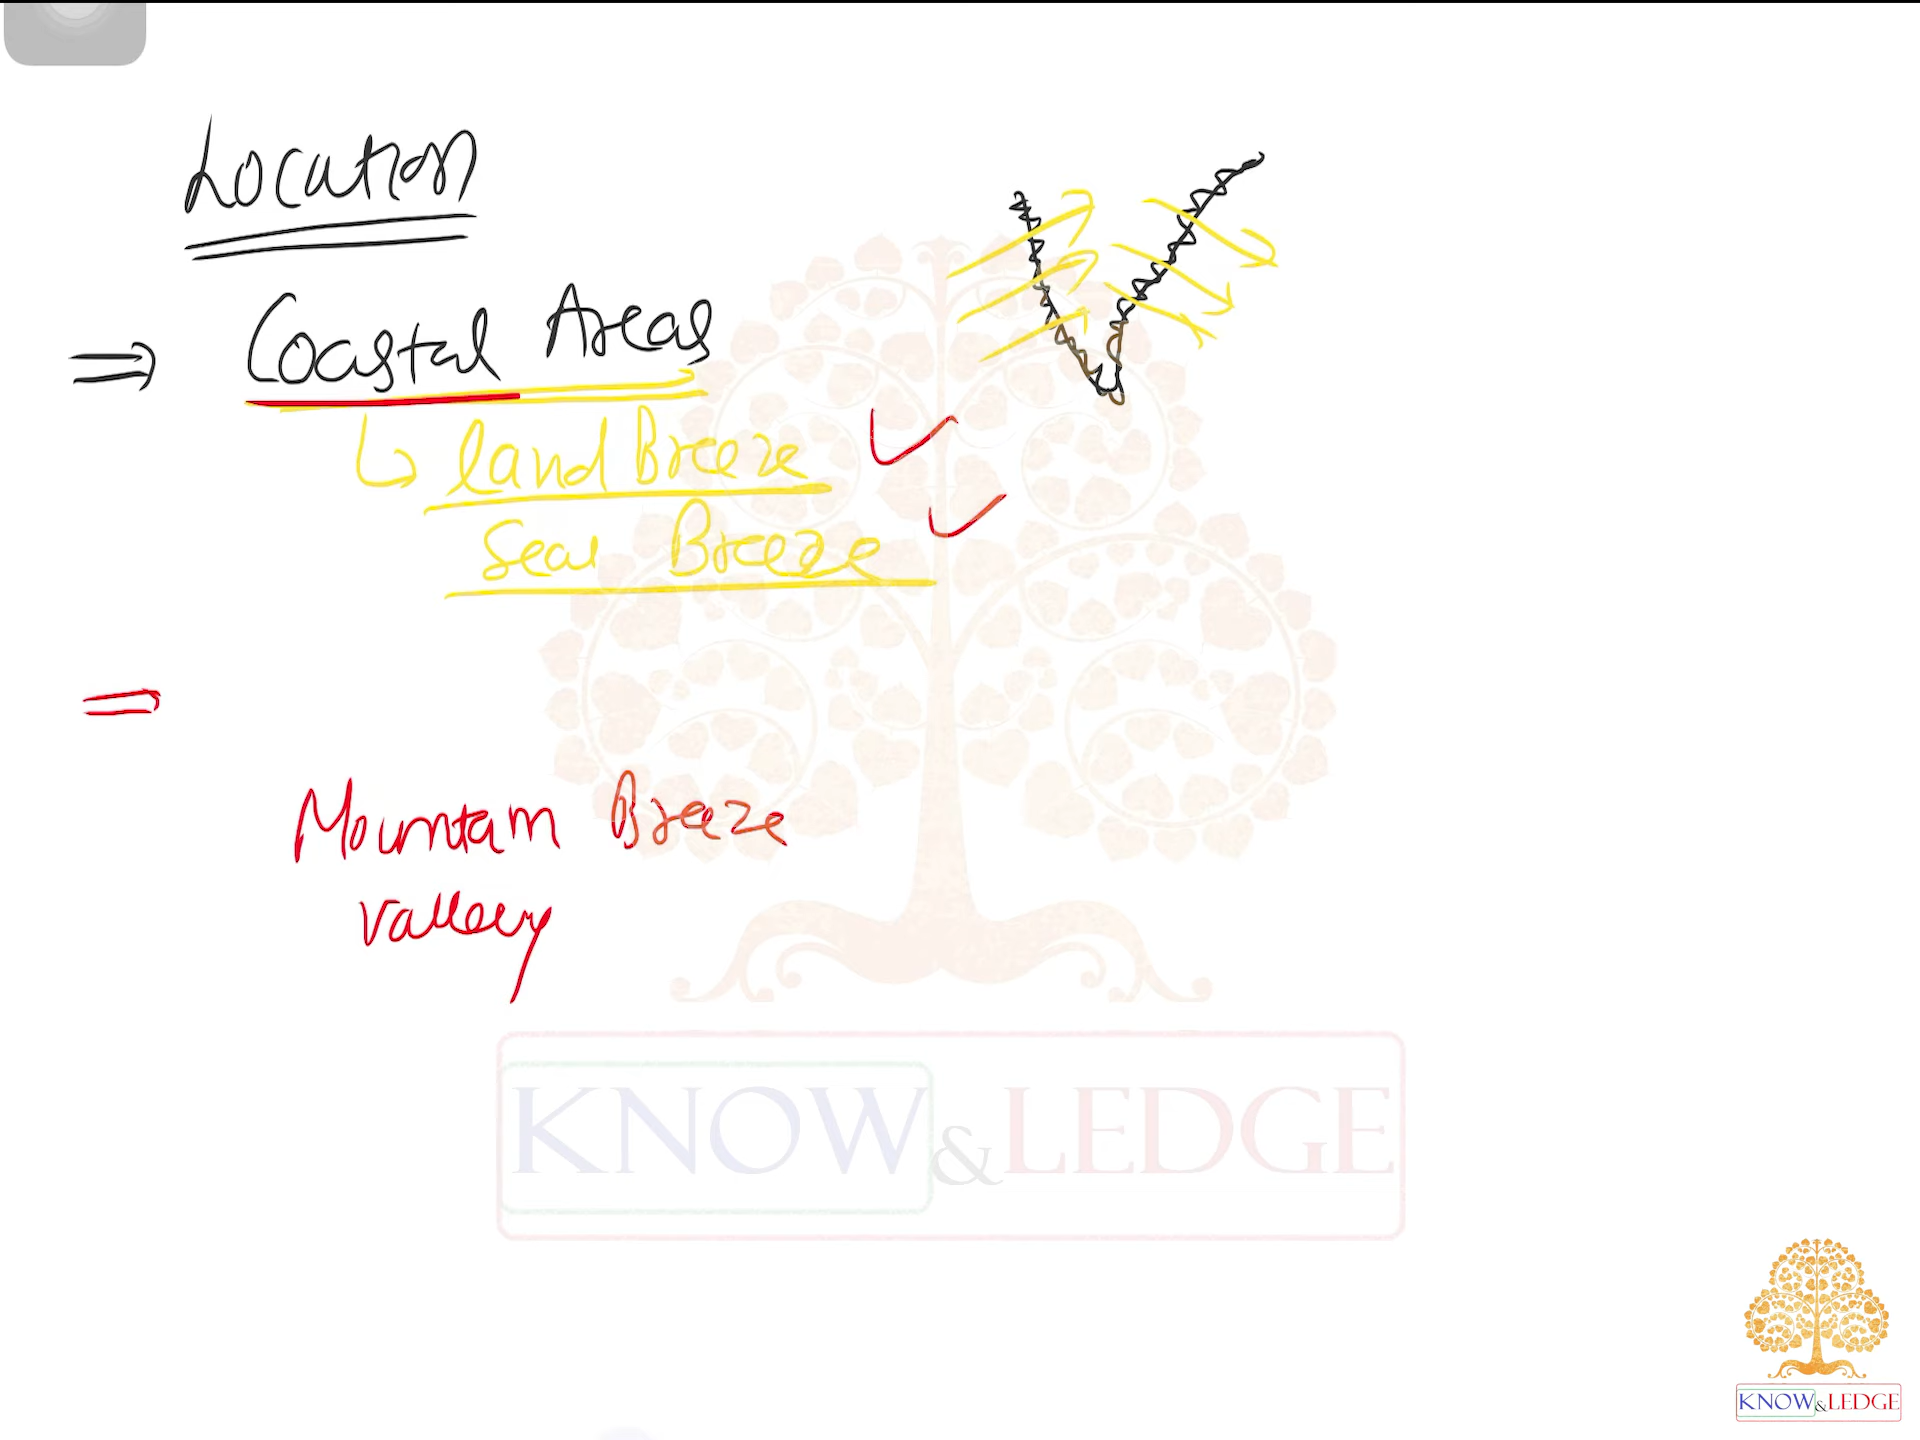 Location
⇒ Coastal Areas
↳ land Breeze ✓
Sea Breeze ✓
=
Mountain Breeze
Valley
KNOW&LEDGE
KNOW&LEDGE